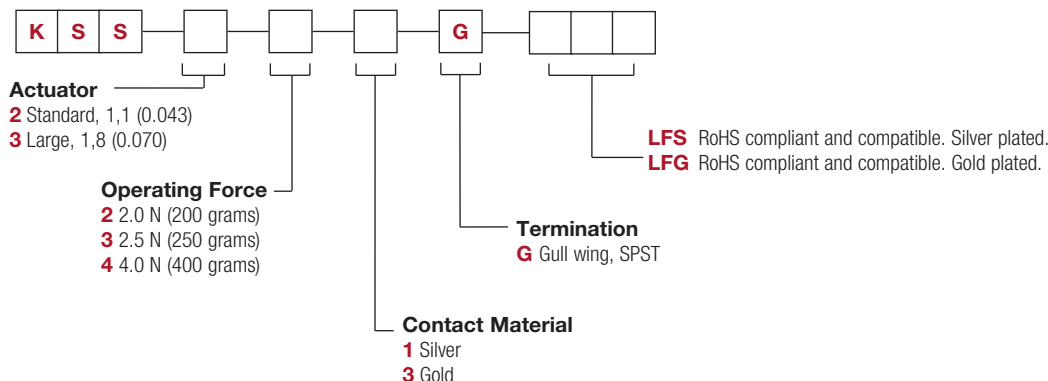 K S S G
Actuator
2 Standard, 1,1 (0.043)
3 Large, 1,8 (0.070)
LFS RoHS compliant and compatible. Silver plated.
LFG RoHS compliant and compatible. Gold plated.
Operating Force
2 2.0 N (200 grams)
3 2.5 N (250 grams)
4 4.0 N (400 grams)
Termination
G Gull wing, SPST
Contact Material
1 Silver
3 Gold